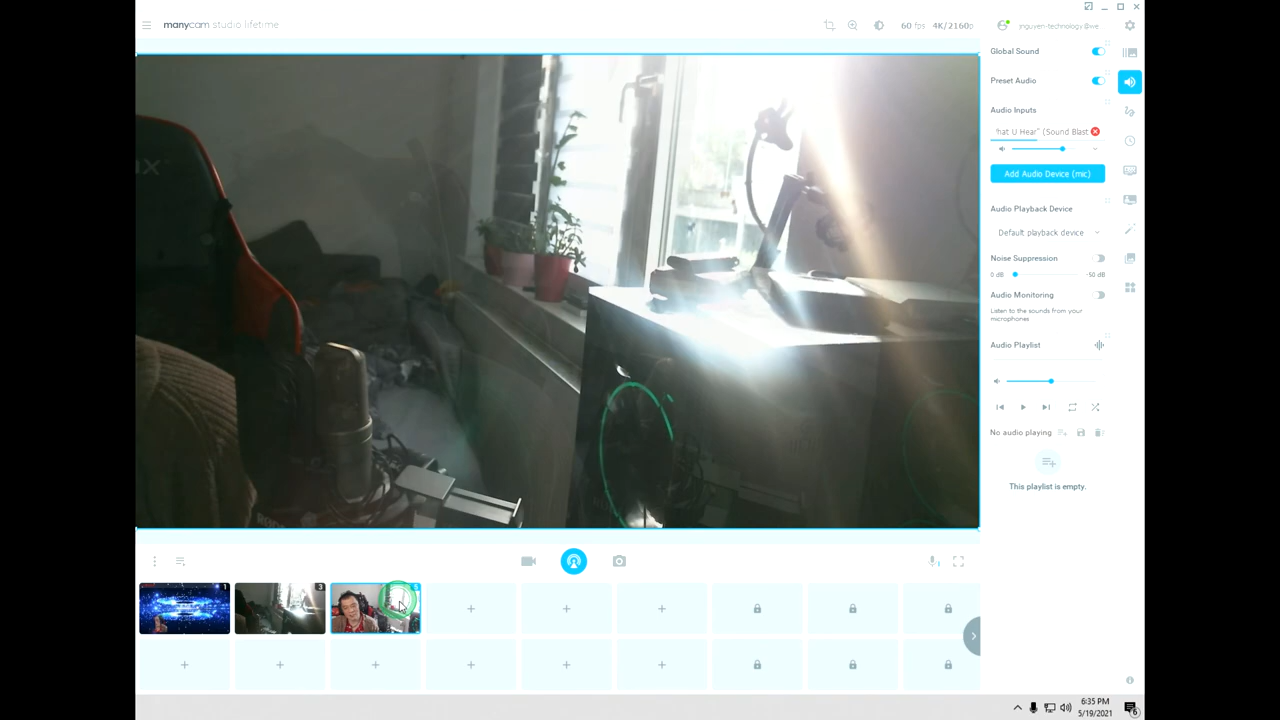 manycam studio lifetime
60 fps 4K/2160p
Global Sound
Preset Audio
Audio Inputs
hat U Hear" (Sound Blast
Add Audio Device (mic)
Audio Playback Device
Default playback device
Noise Suppression
0 dB -50 dB
Audio Monitoring
Listen to the sounds from your
microphones
Audio Playlist
No audio playing
This playlist is empty.
1 3
6:35 PM
5/19/2021
6